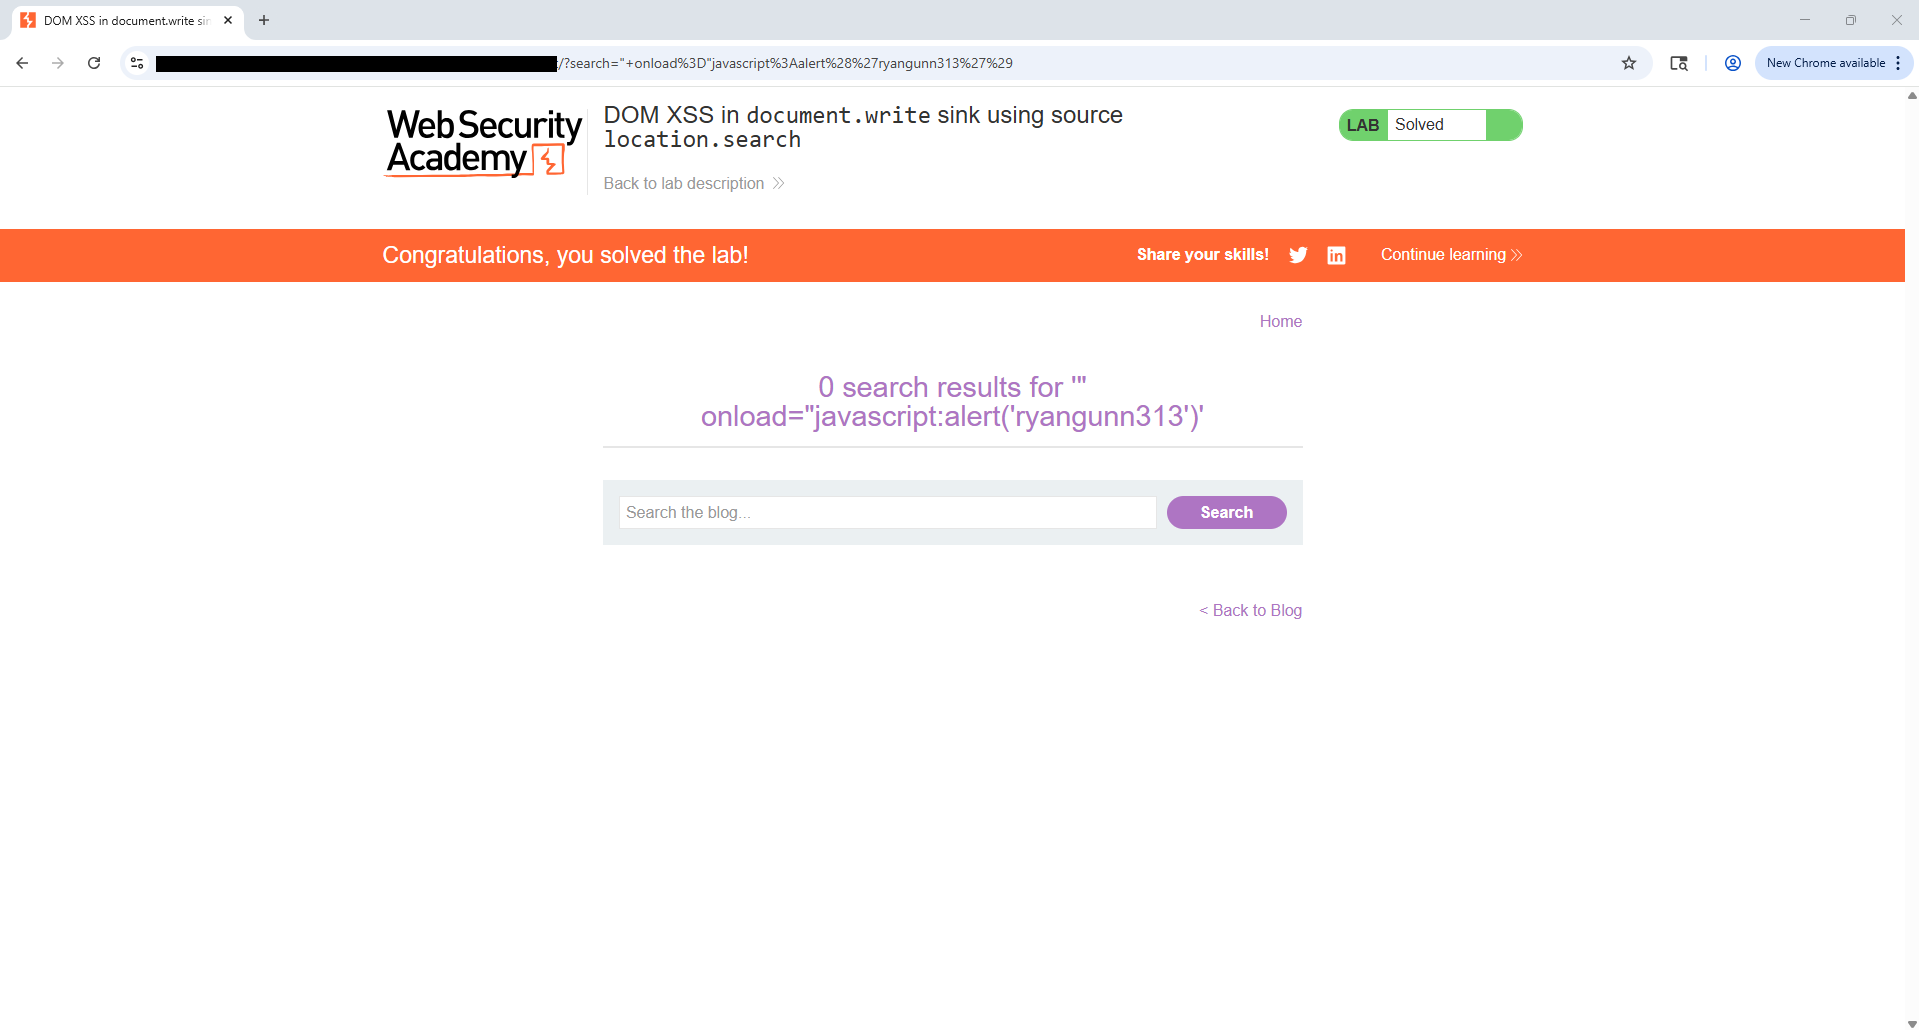 DOM XSS in document.write sin
/?search="+onload%3D"javascript%3Aalert%28%27ryangunn313%27%29
New Chrome available
WebSecurity
Academy
DOM XSS in document.write sink using source
location.search
Back to lab description
LAB Solved
Congratulations, you solved the lab!
Share your skills!
Continue learning
Home
0 search results for '"
onload="javascript:alert('ryangunn313')'
Search the blog...
Search
< Back to Blog